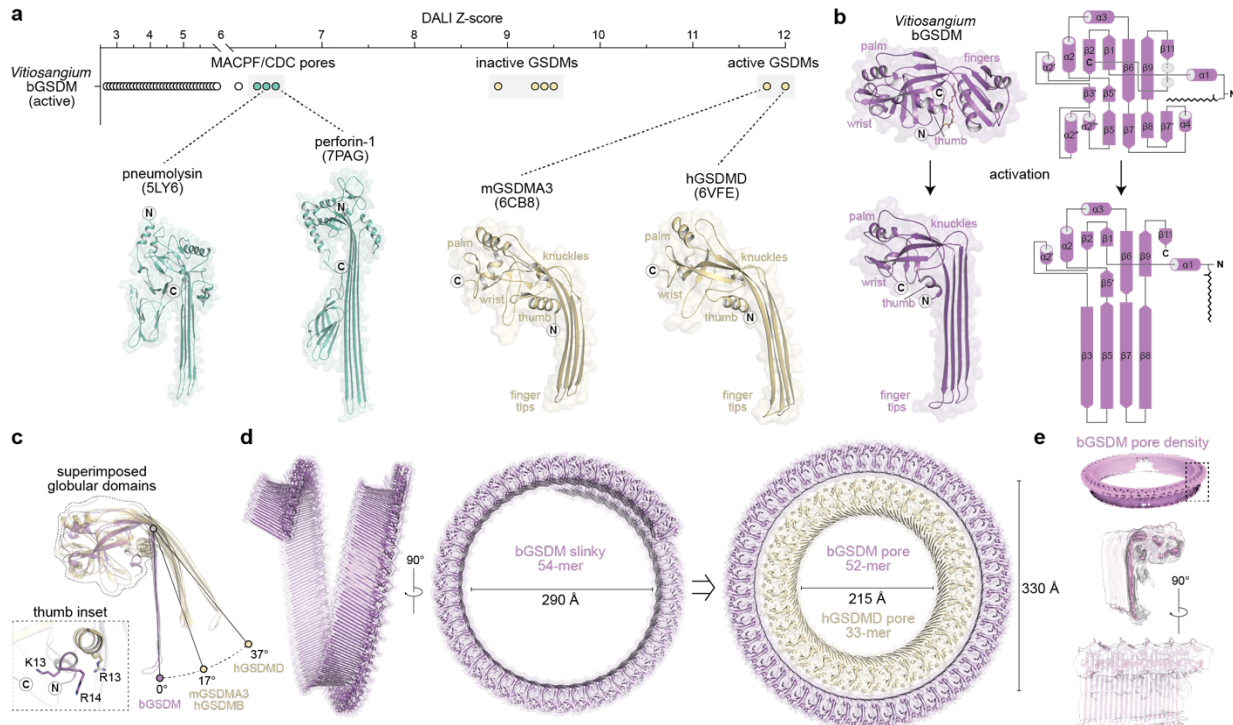 a
DALI Z-score
3 4 5 6 7 8 9 10 11 12
Vitiosangium
bGSDM
(active)
MACPF/CDC pores
inactive GSDMs
active GSDMs
pneumolysin
(5LY6)
perforin-1
(7PAG)
mGSDMA3
(6CB8)
hGSDMD
(6VFE)
N
C
N
C
palm
knuckles
C
wrist
thumb
N
finger
tips
palm
knuckles
C
wrist
thumb
N
finger
tips
b
Vitiosangium
bGSDM
palm
fingers
C
wrist
N
thumb
activation
palm
knuckles
wrist
C
N
thumb
finger
tips
α3
α2
β2
β1
β11
C
α2'
β6
β9
α1
N
β3'
β5'
α2'''
α2''
β5
β7
β8
β7'
α4
α3
β11
α2
β2
β1
C
N
α2'
β6
β9
α1
β5'
β3
β5
β7
β8
c
superimposed
globular domains
thumb inset
K13
R13
C
N
R14
0°
bGSDM
17°
mGSDMA3
hGSDMB
37°
hGSDMD
d
90°
bGSDM slinky
54-mer
290 Å
bGSDM pore
52-mer
215 Å
hGSDMD pore
33-mer
330 Å
e
bGSDM pore density
90°